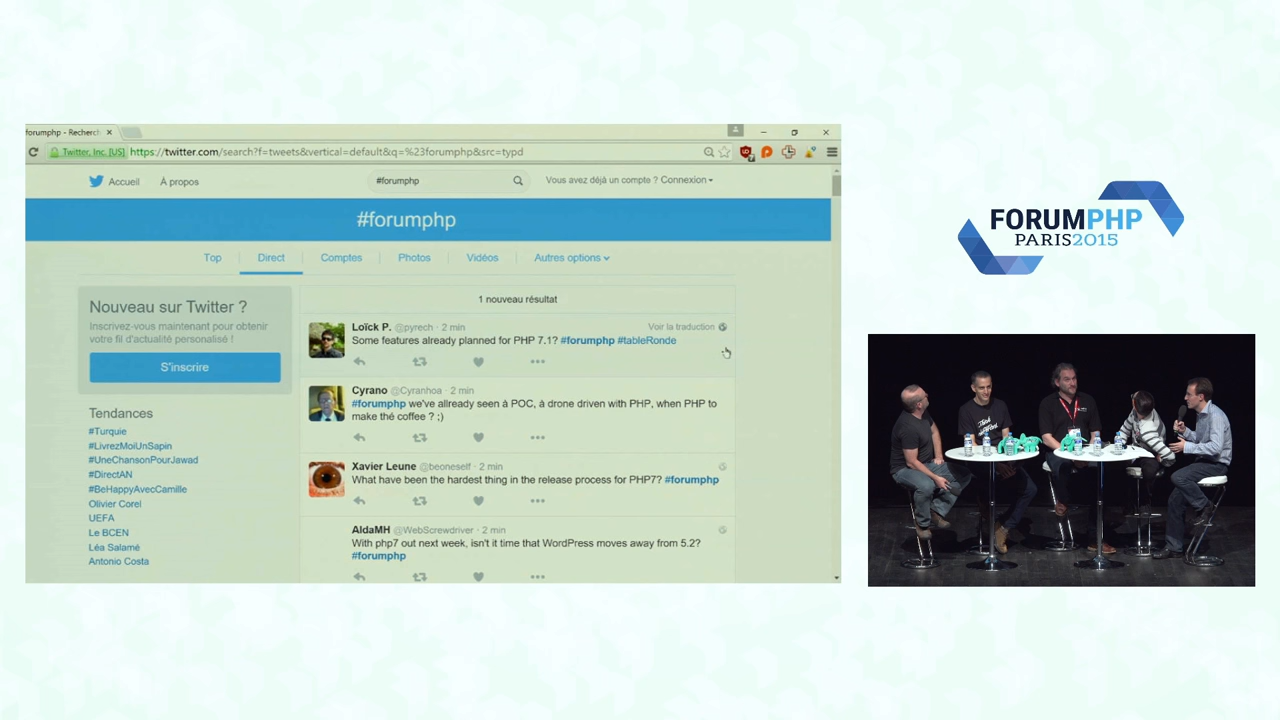 forumphp - Recherch
Twitter, Inc. [US] https://twitter.com/search?f=tweets&vertical=default&q=%23forumphp&src=typd
Accueil À propos #forumphp Vous avez déjà un compte ? Connexion
#forumphp
Top Direct Comptes Photos Vidéos Autres options
Nouveau sur Twitter ?
Inscrivez-vous maintenant pour obtenir
votre fil d'actualité personalisé !
S'inscrire
Tendances
#Turquie
#LivrezMoiUnSapin
#UneChansonPourJawad
#DirectAN
#BeHappyAvecCamille
Olivier Corel
UEFA
Le BCEN
Léa Salamé
Antonio Costa
1 nouveau résultat
Loïck P. @pyrech · 2 min Voir la traduction
Some features already planned for PHP 7.1? #forumphp #tableRonde
Cyrano @Cyranhoa · 2 min
#forumphp we've allready seen à POC, à drone driven with PHP, when PHP to
make thé coffee ? ;)
Xavier Leune @beoneself · 2 min
What have been the hardest thing in the release process for PHP7? #forumphp
AldaMH @WebScrewdriver · 2 min
With php7 out next week, isn't it time that WordPress moves away from 5.2?
#forumphp
FORUMPHP
PARIS2015